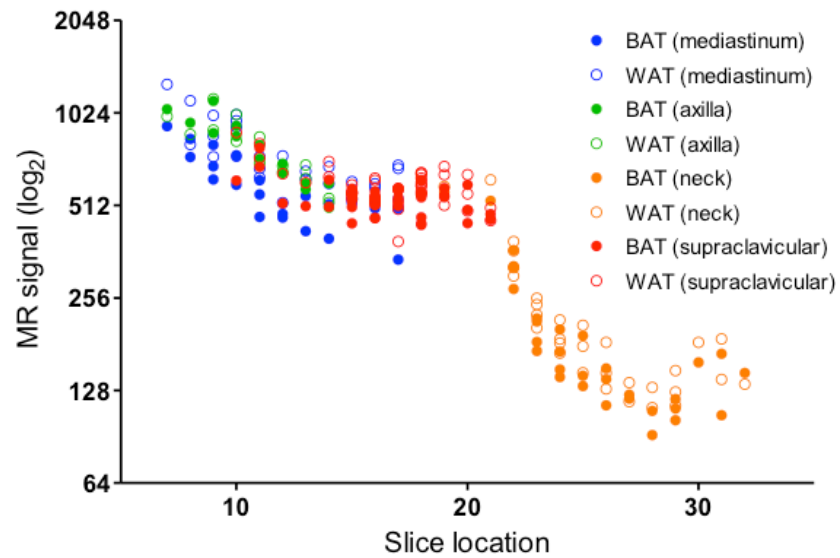 2048
1024
512
256
128
64
MR signal (log2)
10
20
30
Slice location
BAT (mediastinum)
WAT (mediastinum)
BAT (axilla)
WAT (axilla)
BAT (neck)
WAT (neck)
BAT (supraclavicular)
WAT (supraclavicular)